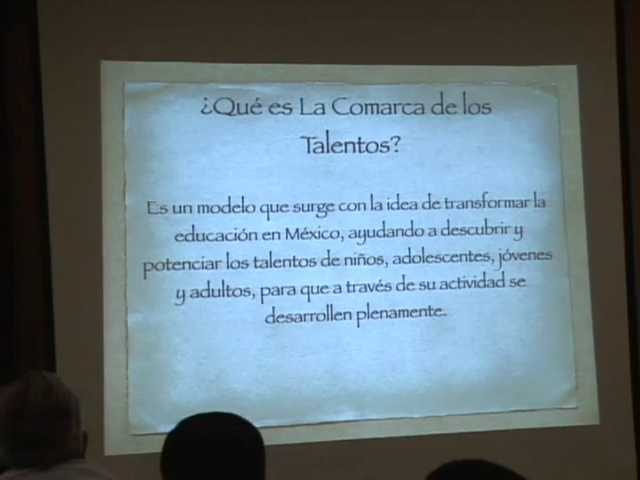 ¿Qué es La Comarca de los
Talentos?
Es un modelo que surge con la idea de transformar la
educación en México, ayudando a descubrir y
potenciar los talentos de niños, adolescentes, jóvenes
y adultos, para que a través de su actividad se
desarrollen plenamente.